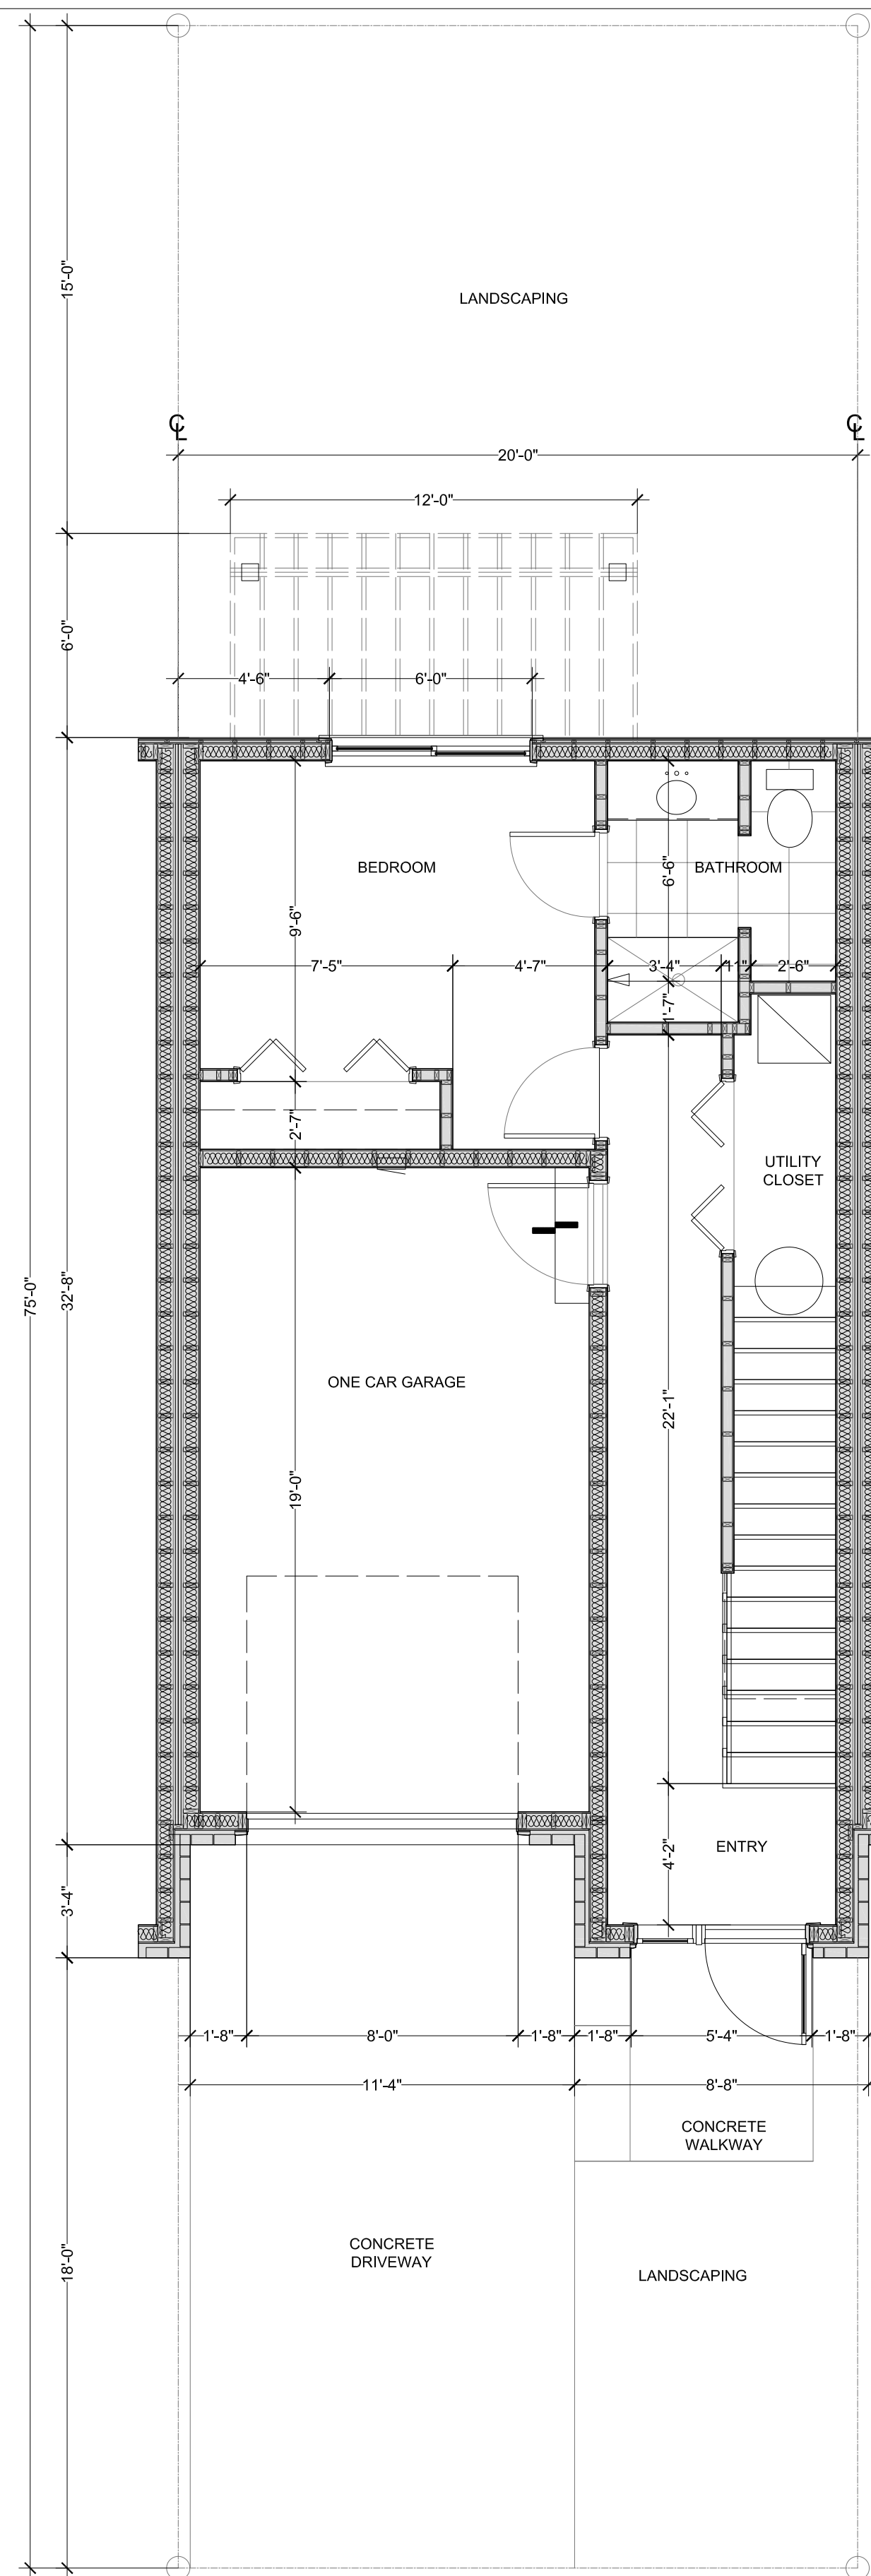 LANDSCAPING
15'-0"
℄
℄
20'-0"
12'-0"
6'-0"
4'-6"
6'-0"
BEDROOM
BATHROOM
6'-6"
9'-6"
7'-5"
4'-7"
3'-4"
11"
2'-6"
1'-7"
2'-7"
UTILITY
CLOSET
75'-0"
32'-8"
ONE CAR GARAGE
22'-1"
19'-0"
ENTRY
4'-2"
3'-4"
1'-8"
8'-0"
1'-8"
1'-8"
5'-4"
1'-8"
11'-4"
8'-8"
CONCRETE
WALKWAY
CONCRETE
DRIVEWAY
18'-0"
LANDSCAPING